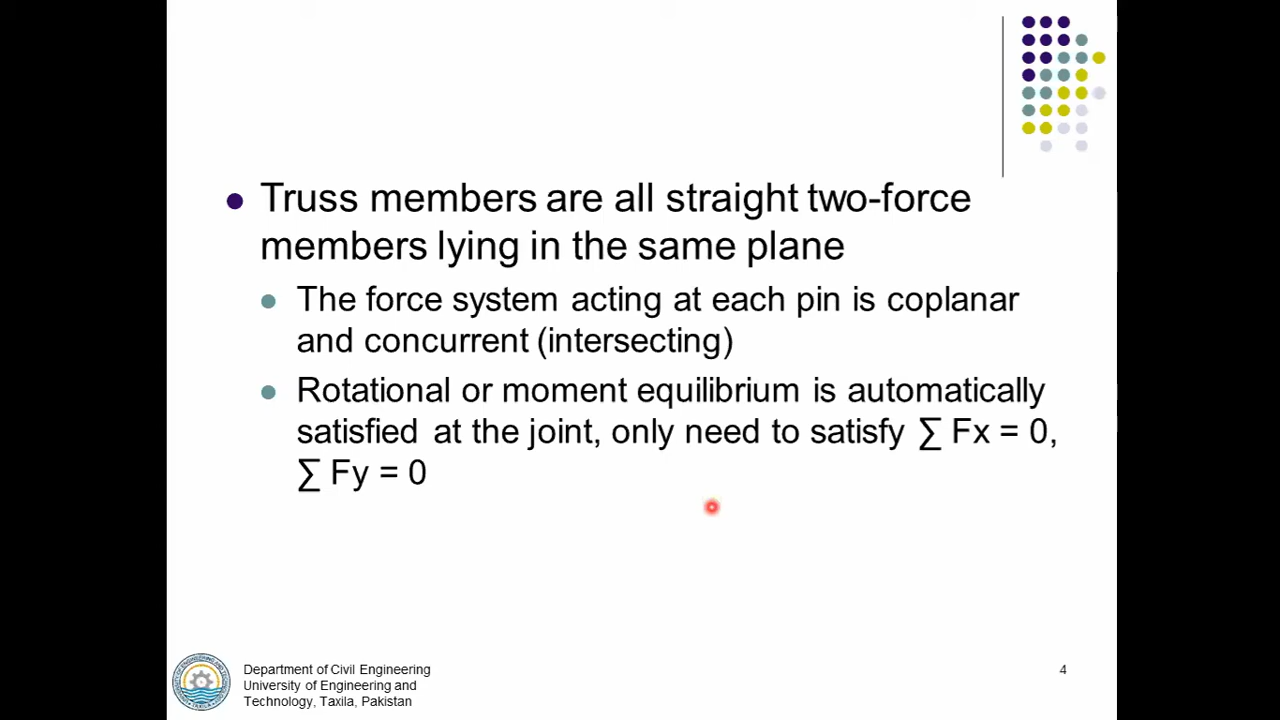 Truss members are all straight two-force
members lying in the same plane
The force system acting at each pin is coplanar
and concurrent (intersecting)
Rotational or moment equilibrium is automatically
satisfied at the joint, only need to satisfy ∑ Fx = 0,
∑ Fy = 0
Department of Civil Engineering
University of Engineering and
Technology, Taxila, Pakistan
4